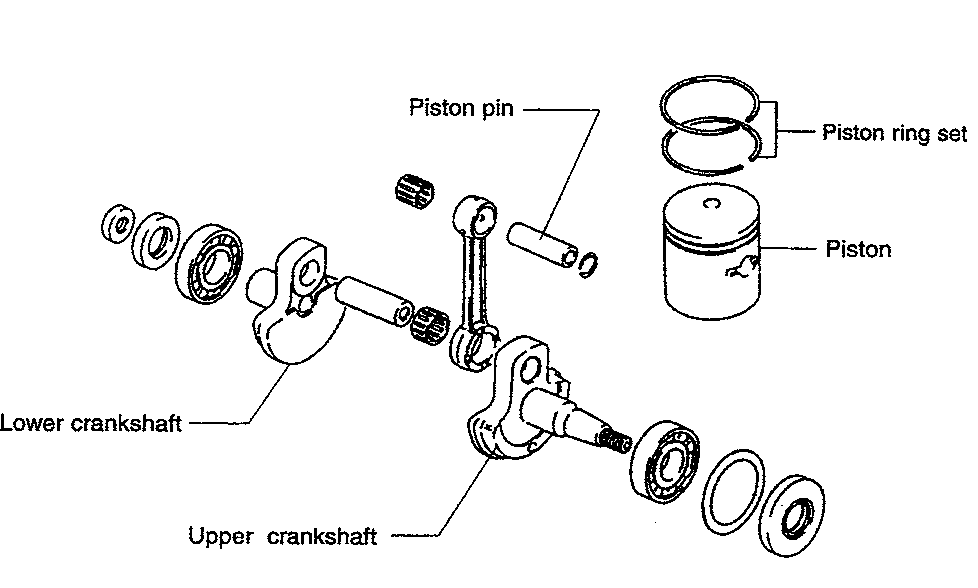 Piston pin
Piston ring set
Piston
Lower crankshaft
Upper crankshaft